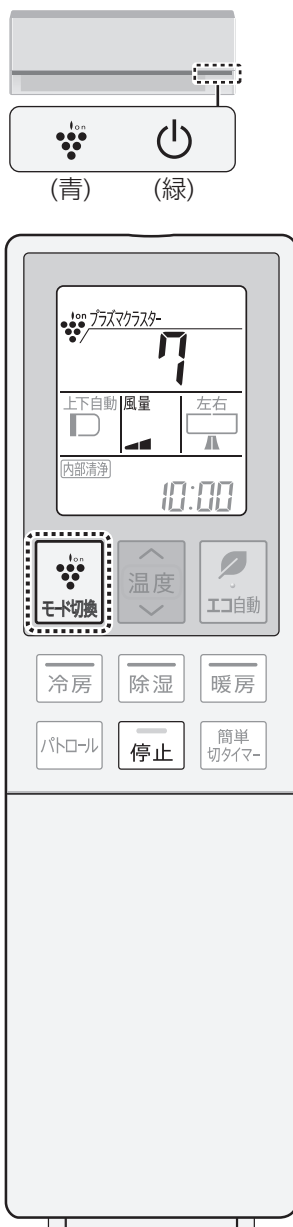 ion
(青) (緑)
ion プラズマクラスター
7
上下自動 風量 左右
内部清浄
10:00
ion
モード切換 温度 エコ自動
冷房 除湿 暖房
パトロール 停止 簡単
切タイマー